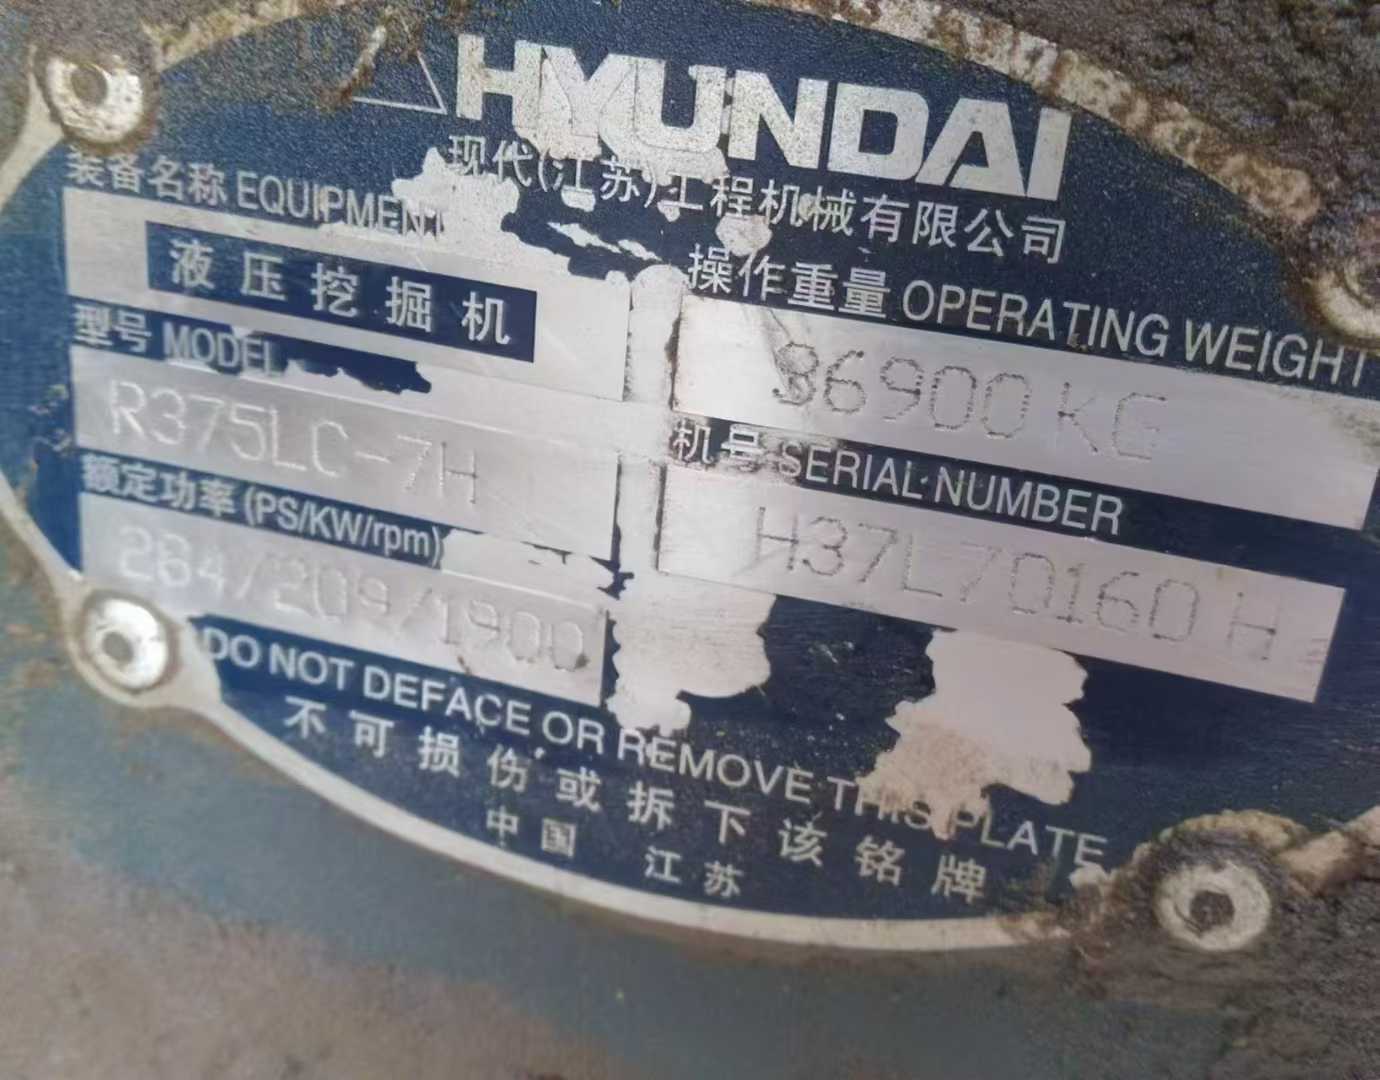 HYUNDAI
现代(江苏)工程机械有限公司
装备名称 EQUIPMENT
液压挖掘机
操作重量 OPERATING WEIGHT
36900KG
型号 MODEL
R375LC-7H
机号 SERIAL NUMBER
H37L70160H
额定功率 (PS/KW/rpm)
284/209/1900
DO NOT DEFACE OR REMOVE THIS PLATE
不可损伤或拆下该铭牌
中国 江苏